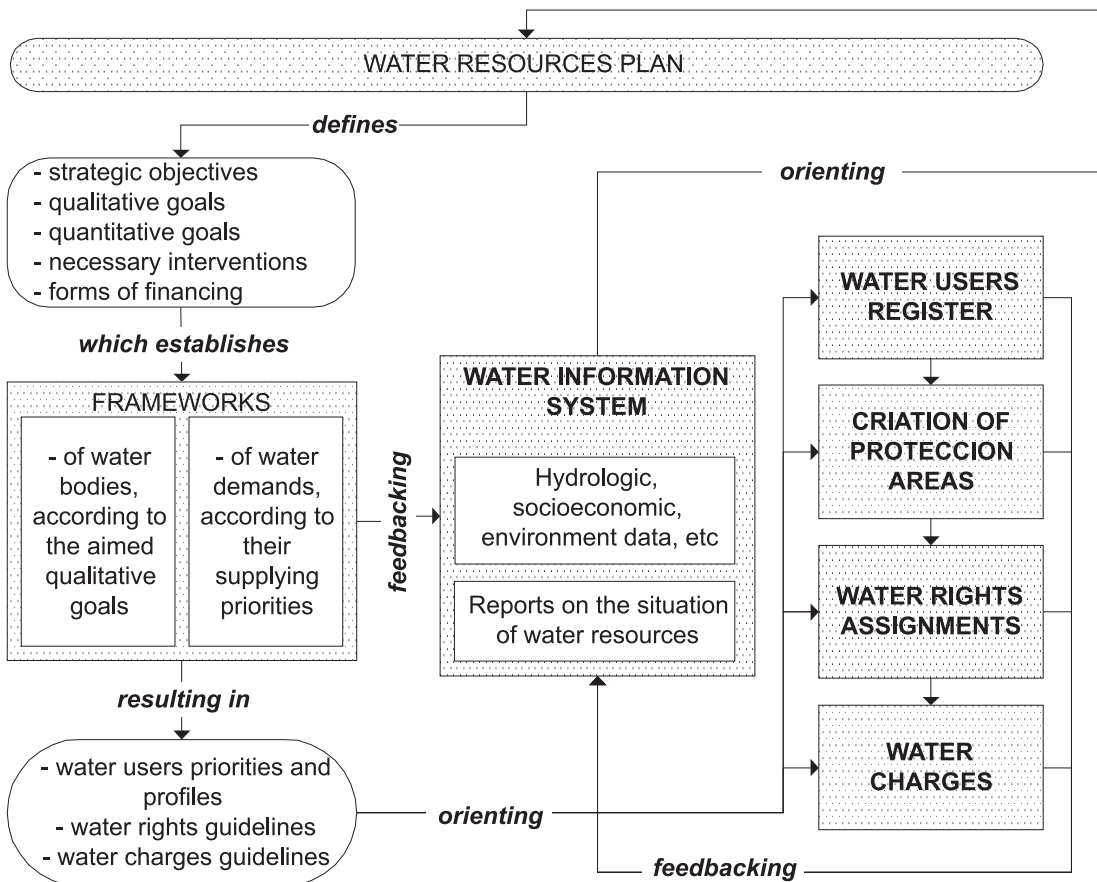 WATER RESOURCES PLAN
defines
- strategic objectives
- qualitative goals
- quantitative goals
- necessary interventions
- forms of financing
which establishes
FRAMEWORKS
- of water
bodies,
according to
the aimed
qualitative
goals
- of water
demands,
according to
their
supplying
priorities
resulting in
- water users priorities and
profiles
- water rights guidelines
- water charges guidelines
feedbacking
WATER INFORMATION
SYSTEM
Hydrologic,
socioeconomic,
environment data, etc
Reports on the situation
of water resources
orienting
orienting
WATER USERS
REGISTER
CRIATION OF
PROTECCION
AREAS
WATER RIGHTS
ASSIGNMENTS
WATER
CHARGES
feedbacking